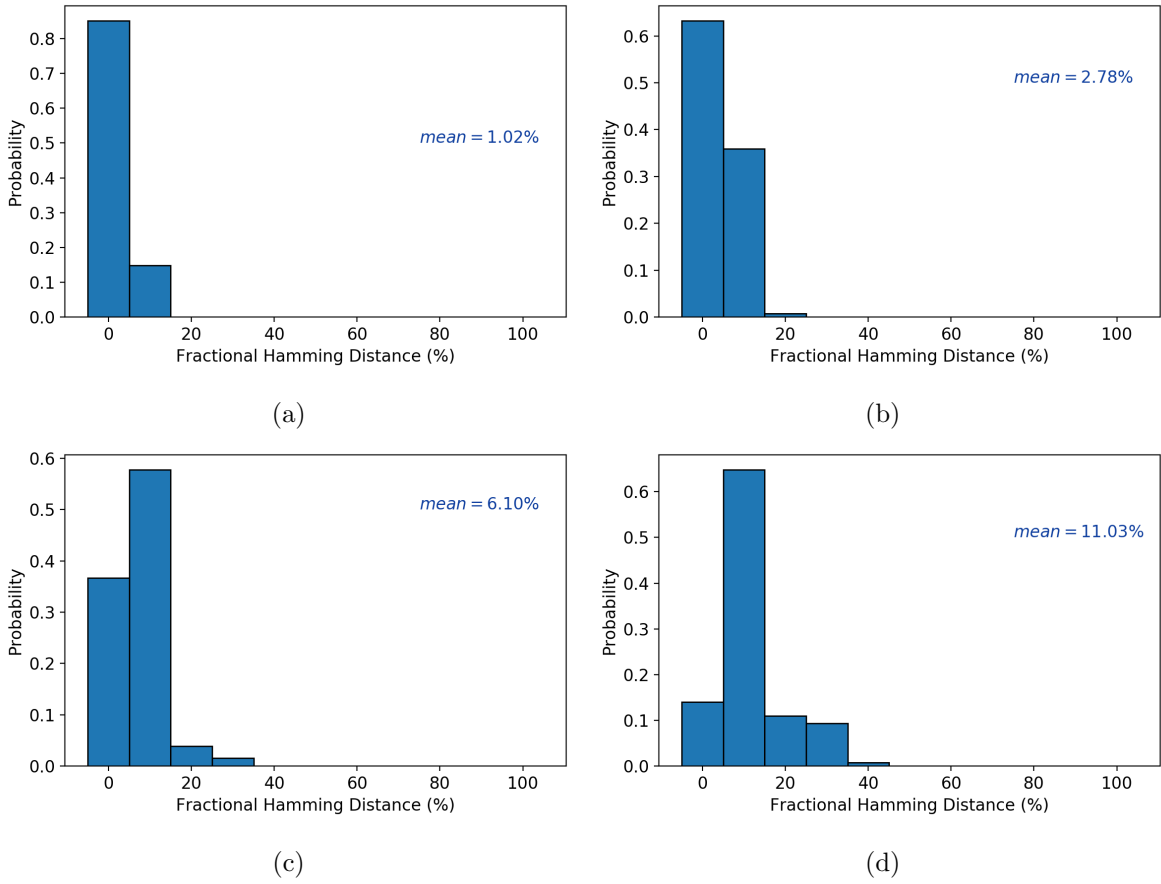 0.8
0.7
0.6
0.5
0.4
0.3
0.2
0.1
0.0
Probability
mean = 1.02%
0 20 40 60 80 100
Fractional Hamming Distance (%)
(a)
0.6
0.5
0.4
0.3
0.2
0.1
0.0
Probability
mean = 2.78%
0 20 40 60 80 100
Fractional Hamming Distance (%)
(b)
0.6
0.5
0.4
0.3
0.2
0.1
0.0
Probability
mean = 6.10%
0 20 40 60 80 100
Fractional Hamming Distance (%)
(c)
0.6
0.5
0.4
0.3
0.2
0.1
0.0
Probability
mean = 11.03%
0 20 40 60 80 100
Fractional Hamming Distance (%)
(d)